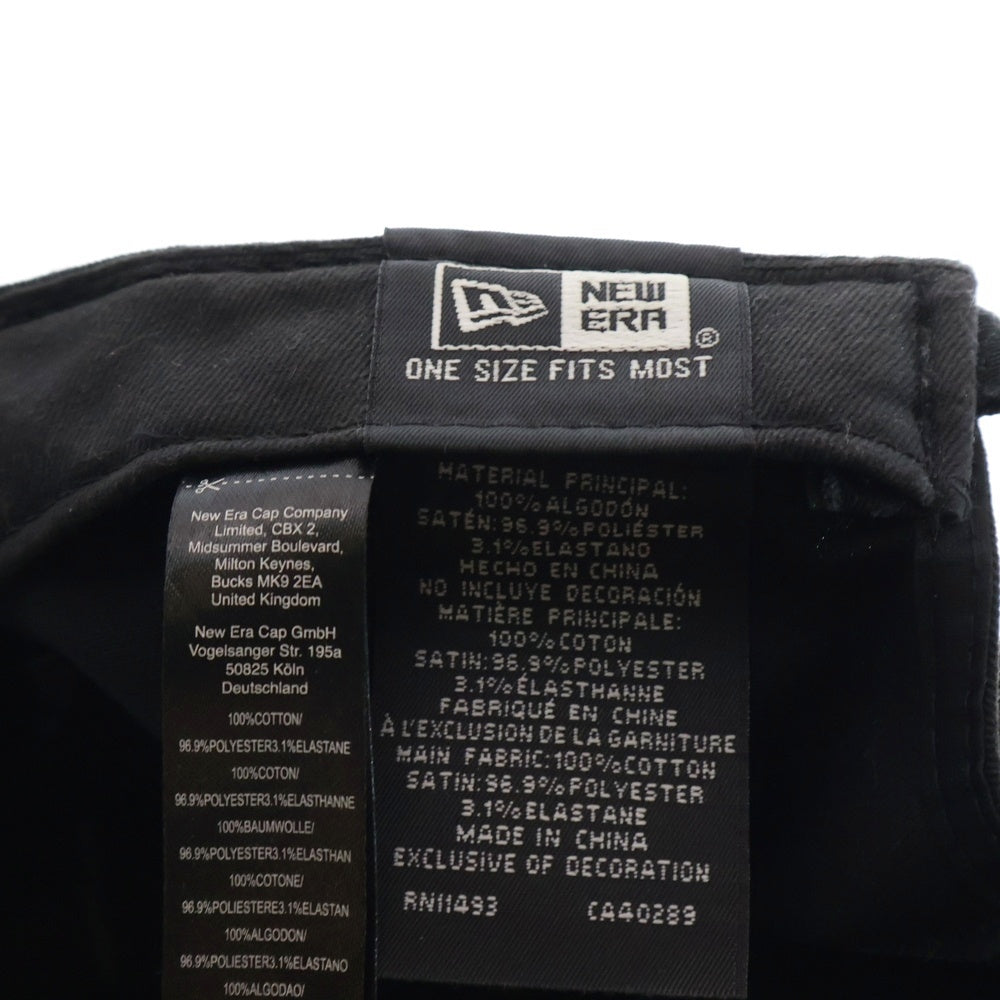 NEW
ERA
®
ONE SIZE FITS MOST
New Era Cap Company
Limited, CBX 2,
Midsummer Boulevard,
Milton Keynes,
Bucks MK9 2EA
United Kingdom
New Era Cap GmbH
Vogelsanger Str. 195a
50825 Köln
Deutschland
100%COTTON/
96.9%POLYESTER3.1%ELASTANE
100%COTON/
96.9%POLYESTER3.1%ELASTHANNE
100%BAUMWOLLE/
96.9%POLYESTER3.1%ELASTHAN
100%COTONE/
96.9%POLIESTERE3.1%ELASTAN
100%ALGODON/
96.9%POLIESTER3.1%ELASTANO
100%ALGODAO/
MATERIAL PRINCIPAL:
100%ALGODÓN
SATÉN:96.9%POLIÉSTER
3.1%ELASTANO
HECHO EN CHINA
NO INCLUYE DECORACIÓN
MATIÈRE PRINCIPALE:
100%COTON
SATIN:96.9%POLYESTER
3.1%ÉLASTHANNE
FABRIQUÉ EN CHINE
À L'EXCLUSION DE LA GARNITURE
MAIN FABRIC:100%COTTON
SATIN:96.9%POLYESTER
3.1%ELASTANE
MADE IN CHINA
EXCLUSIVE OF DECORATION
RN11493 CA40289